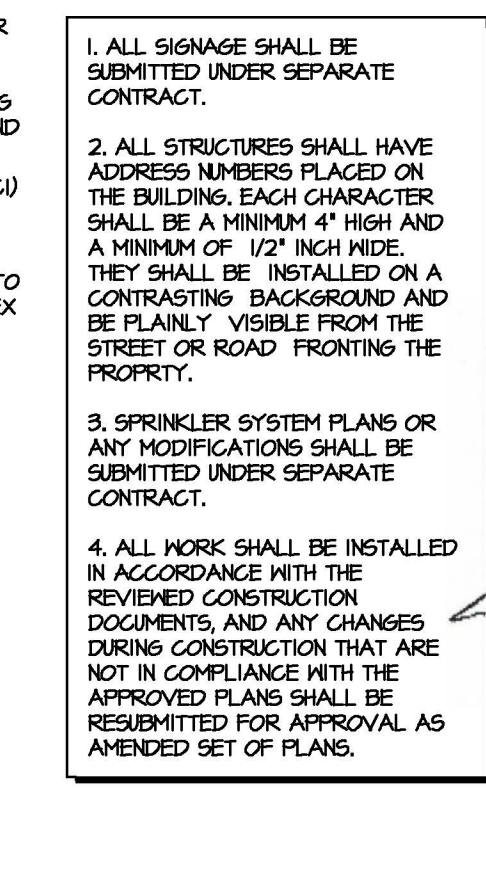 1. ALL SIGNAGE SHALL BE
SUBMITTED UNDER SEPARATE
CONTRACT.
2. ALL STRUCTURES SHALL HAVE
ADDRESS NUMBERS PLACED ON
THE BUILDING. EACH CHARACTER
SHALL BE A MINIMUM 4" HIGH AND
A MINIMUM OF 1/2" INCH WIDE.
THEY SHALL BE INSTALLED ON A
CONTRASTING BACKGROUND AND
BE PLAINLY VISIBLE FROM THE
STREET OR ROAD FRONTING THE
PROPRTY.
3. SPRINKLER SYSTEM PLANS OR
ANY MODIFICATIONS SHALL BE
SUBMITTED UNDER SEPARATE
CONTRACT.
4. ALL WORK SHALL BE INSTALLED
IN ACCORDANCE WITH THE
REVIEWED CONSTRUCTION
DOCUMENTS, AND ANY CHANGES
DURING CONSTRUCTION THAT ARE
NOT IN COMPLIANCE WITH THE
APPROVED PLANS SHALL BE
RESUBMITTED FOR APPROVAL AS
AMENDED SET OF PLANS.